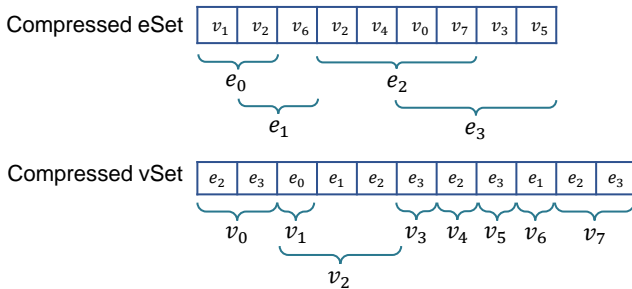 Compressed eSet v₁ v₂ v₆ v₂ v₄ v₀ v₇ v₃ v₅
e₀ e₂
e₁ e₃
Compressed vSet e₂ e₃ e₀ e₁ e₂ e₃ e₂ e₃ e₁ e₂ e₃
v₀ v₁ v₃ v₄ v₅ v₆ v₇
v₂